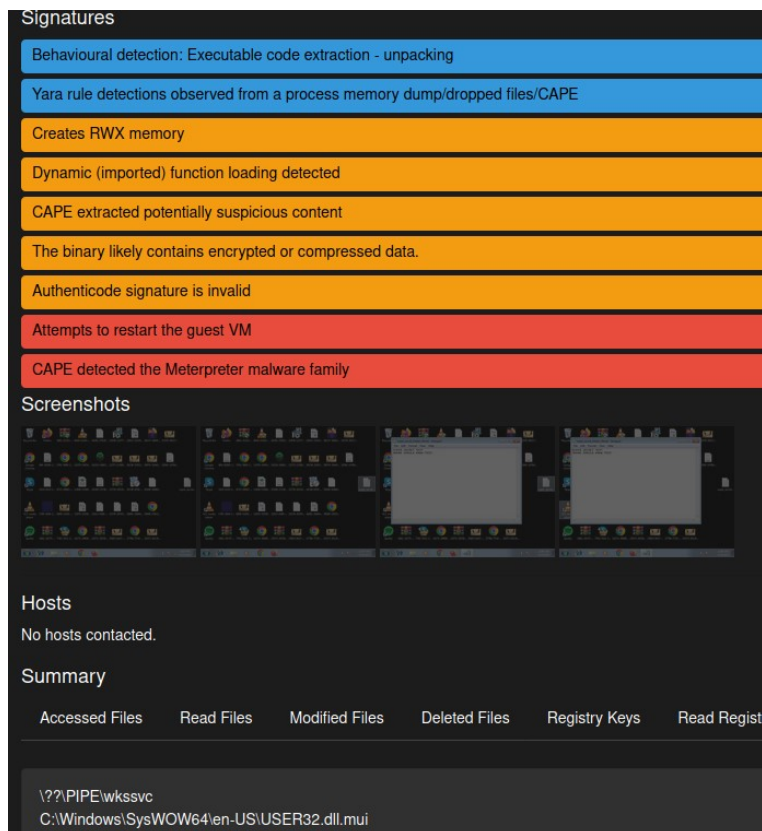 Signatures
Behavioural detection: Executable code extraction - unpacking
Yara rule detections observed from a process memory dump/dropped files/CAPE
Creates RWX memory
Dynamic (imported) function loading detected
CAPE extracted potentially suspicious content
The binary likely contains encrypted or compressed data.
Authenticode signature is invalid
Attempts to restart the guest VM
CAPE detected the Meterpreter malware family
Screenshots
Hosts
No hosts contacted.
Summary
Accessed Files Read Files Modified Files Deleted Files Registry Keys Read Regist
\??\PIPE\wkssvc
C:\Windows\SysWOW64\en-US\USER32.dll.mui